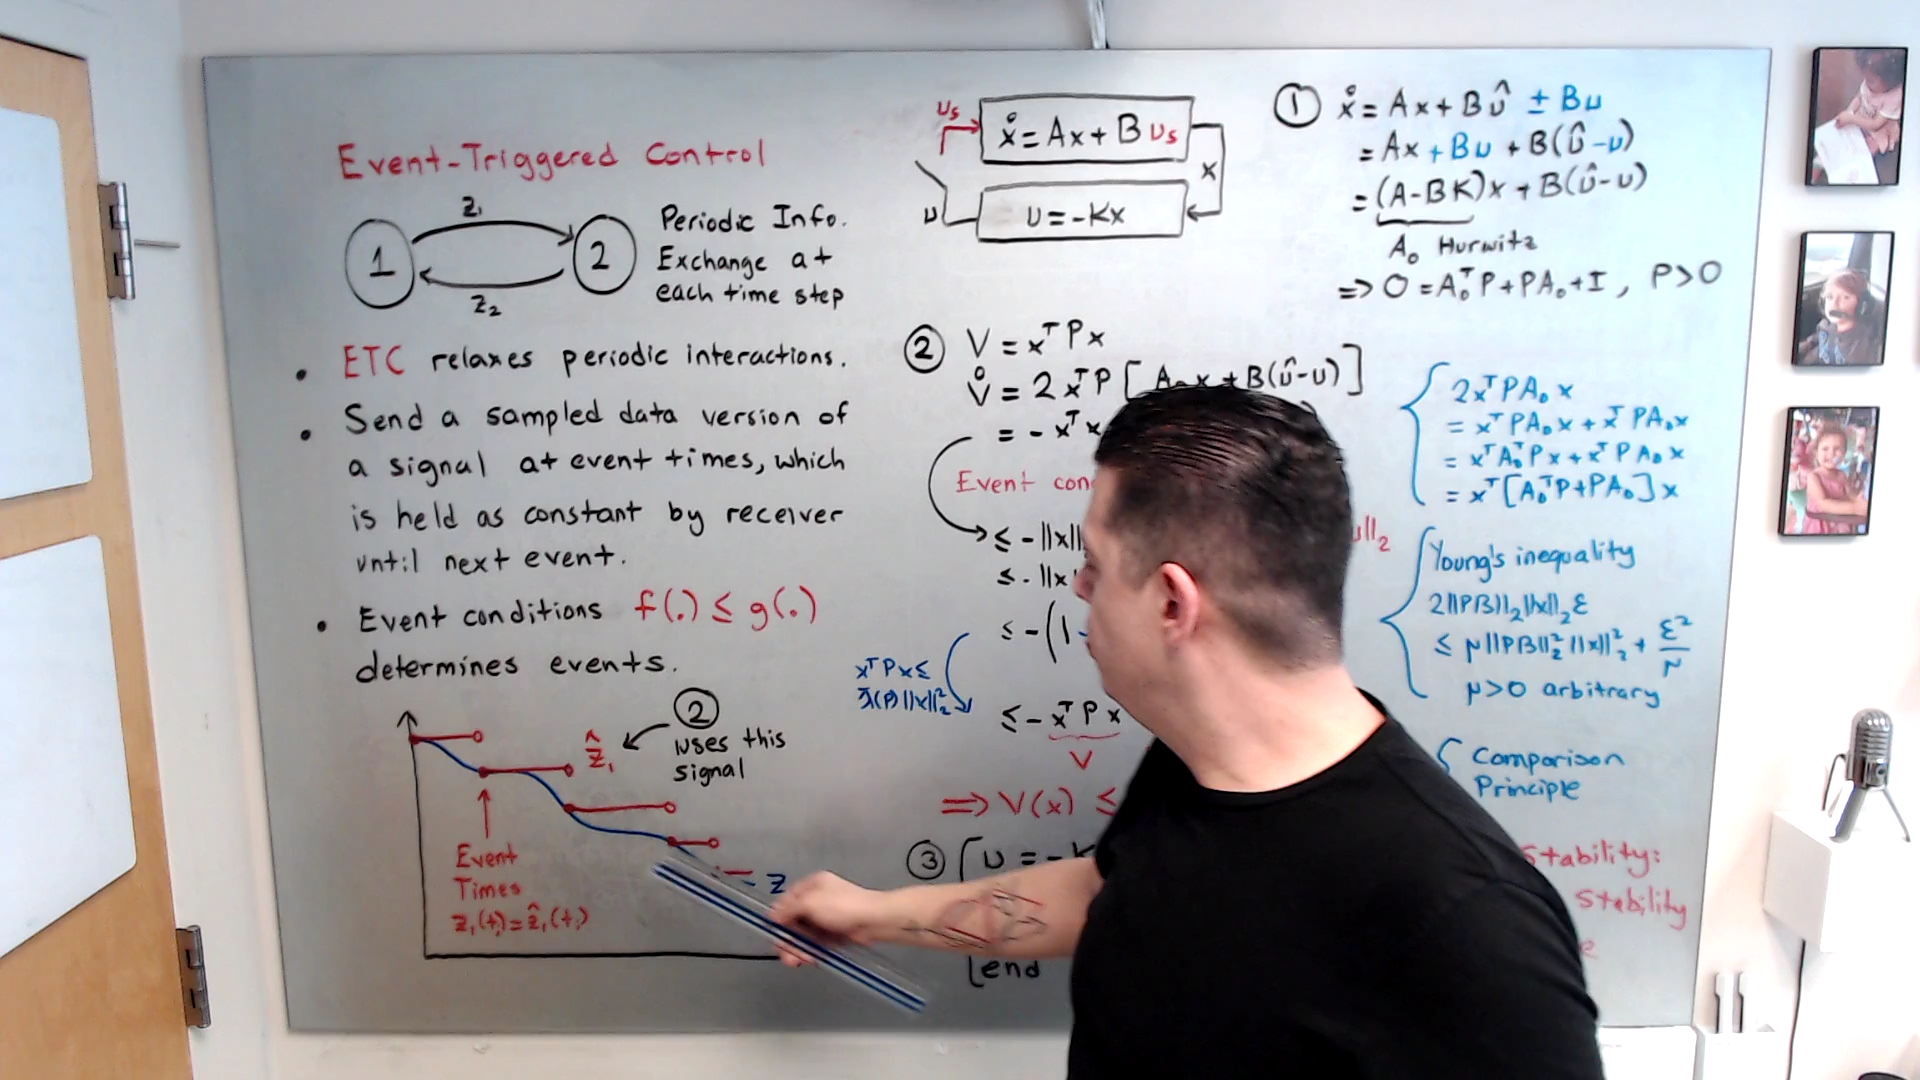 Event-Triggered Control
1
z₁
2
z₂
Periodic Info.
Exchange at
each time step
• ETC relaxes periodic interactions.
• Send a sampled data version of
a signal at event times, which
is held as constant by receiver
until next event.
• Event conditions f(.) ≤ g(.)
determines events.
ẑ₁
②
uses this
signal
Event
Times
z₁(tᵢ)=ẑ₁(tᵢ)
z
uₛ
ẋ = Ax + B uₛ
x
u
u = -Kx
① ẋ = Ax + Bû ± Bu
= Ax + Bu + B(û-u)
= (A-BK)x + B(û-u)
A₀ Hurwitz
=> 0 = A₀ᵀP + PA₀ + I , P>0
② V = xᵀPx
V̇ = 2xᵀP [ A₀x + B(û-u) ]
= - xᵀx
Event
≤ - ||x||
≤ - ||x
≤ - (1-
xᵀPx ≤
λ̄(P)||x||₂²
≤ - xᵀPx
V
=> V(x) ≤
③ u = -K
end
2xᵀPA₀x
= xᵀPA₀x + xᵀPA₀x
= xᵀA₀ᵀPx + xᵀPA₀x
= xᵀ[A₀ᵀP+PA₀]x
||₂
Young's inequality
2||PB||₂||x||₂ε
≤ μ||PB||₂²||x||₂² + ε²/μ
μ>0 arbitrary
Comparison
Principle
Stability:
Stability